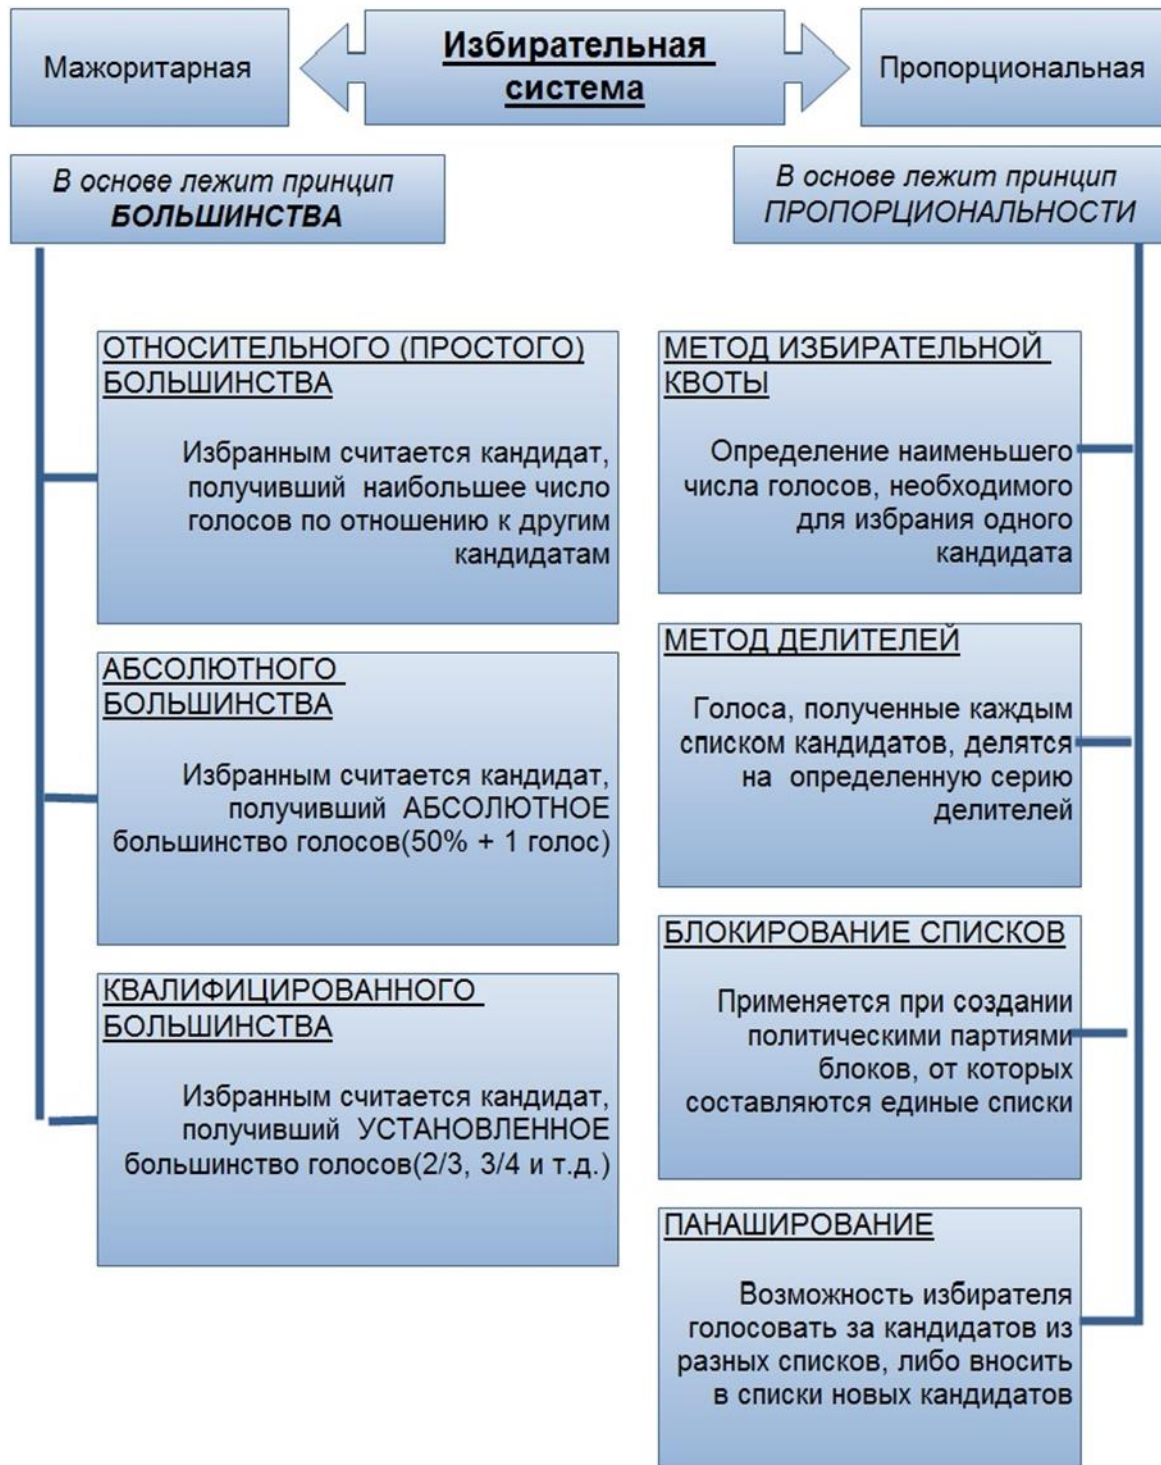 Мажоритарная
Избирательная
система
Пропорциональная
В основе лежит принцип
БОЛЬШИНСТВА
В основе лежит принцип
ПРОПОРЦИОНАЛЬНОСТИ
ОТНОСИТЕЛЬНОГО (ПРОСТОГО)
БОЛЬШИНСТВА
Избранным считается кандидат,
получивший наибольшее число
голосов по отношению к другим
кандидатам
АБСОЛЮТНОГО
БОЛЬШИНСТВА
Избранным считается кандидат,
получивший АБСОЛЮТНОЕ
большинство голосов(50% + 1 голос)
КВАЛИФИЦИРОВАННОГО
БОЛЬШИНСТВА
Избранным считается кандидат,
получивший УСТАНОВЛЕННОЕ
большинство голосов(2/3, 3/4 и т.д.)
МЕТОД ИЗБИРАТЕЛЬНОЙ
КВОТЫ
Определение наименьшего
числа голосов, необходимого
для избрания одного
кандидата
МЕТОД ДЕЛИТЕЛЕЙ
Голоса, полученные каждым
списком кандидатов, делятся
на определенную серию
делителей
БЛОКИРОВАНИЕ СПИСКОВ
Применяется при создании
политическими партиями
блоков, от которых
составляются единые списки
ПАНАШИРОВАНИЕ
Возможность избирателя
голосовать за кандидатов из
разных списков, либо вносить
в списки новых кандидатов